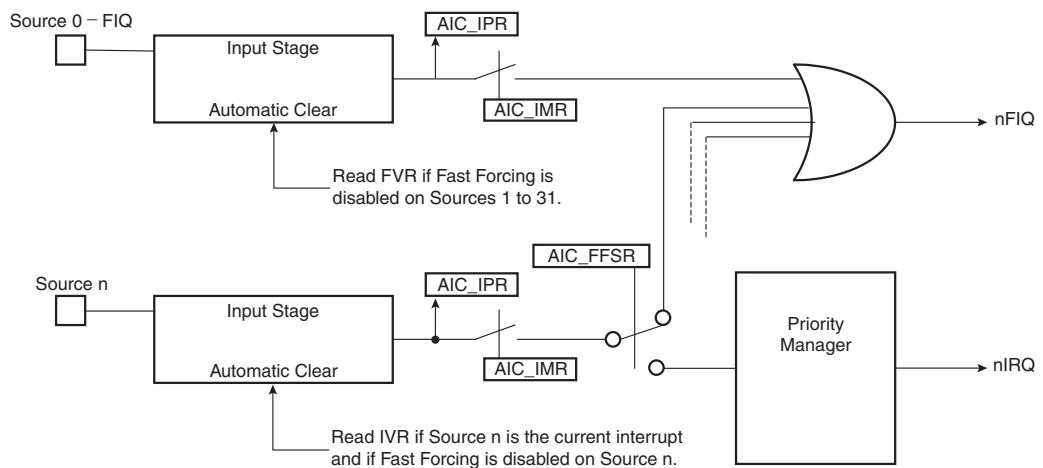 Source 0 – FIQ
AIC_IPR
Input Stage
Automatic Clear
AIC_IMR
nFIQ
Read FVR if Fast Forcing is
disabled on Sources 1 to 31.
AIC_FFSR
Source n
AIC_IPR
Input Stage
Priority
Manager
Automatic Clear
AIC_IMR
nIRQ
Read IVR if Source n is the current interrupt
and if Fast Forcing is disabled on Source n.